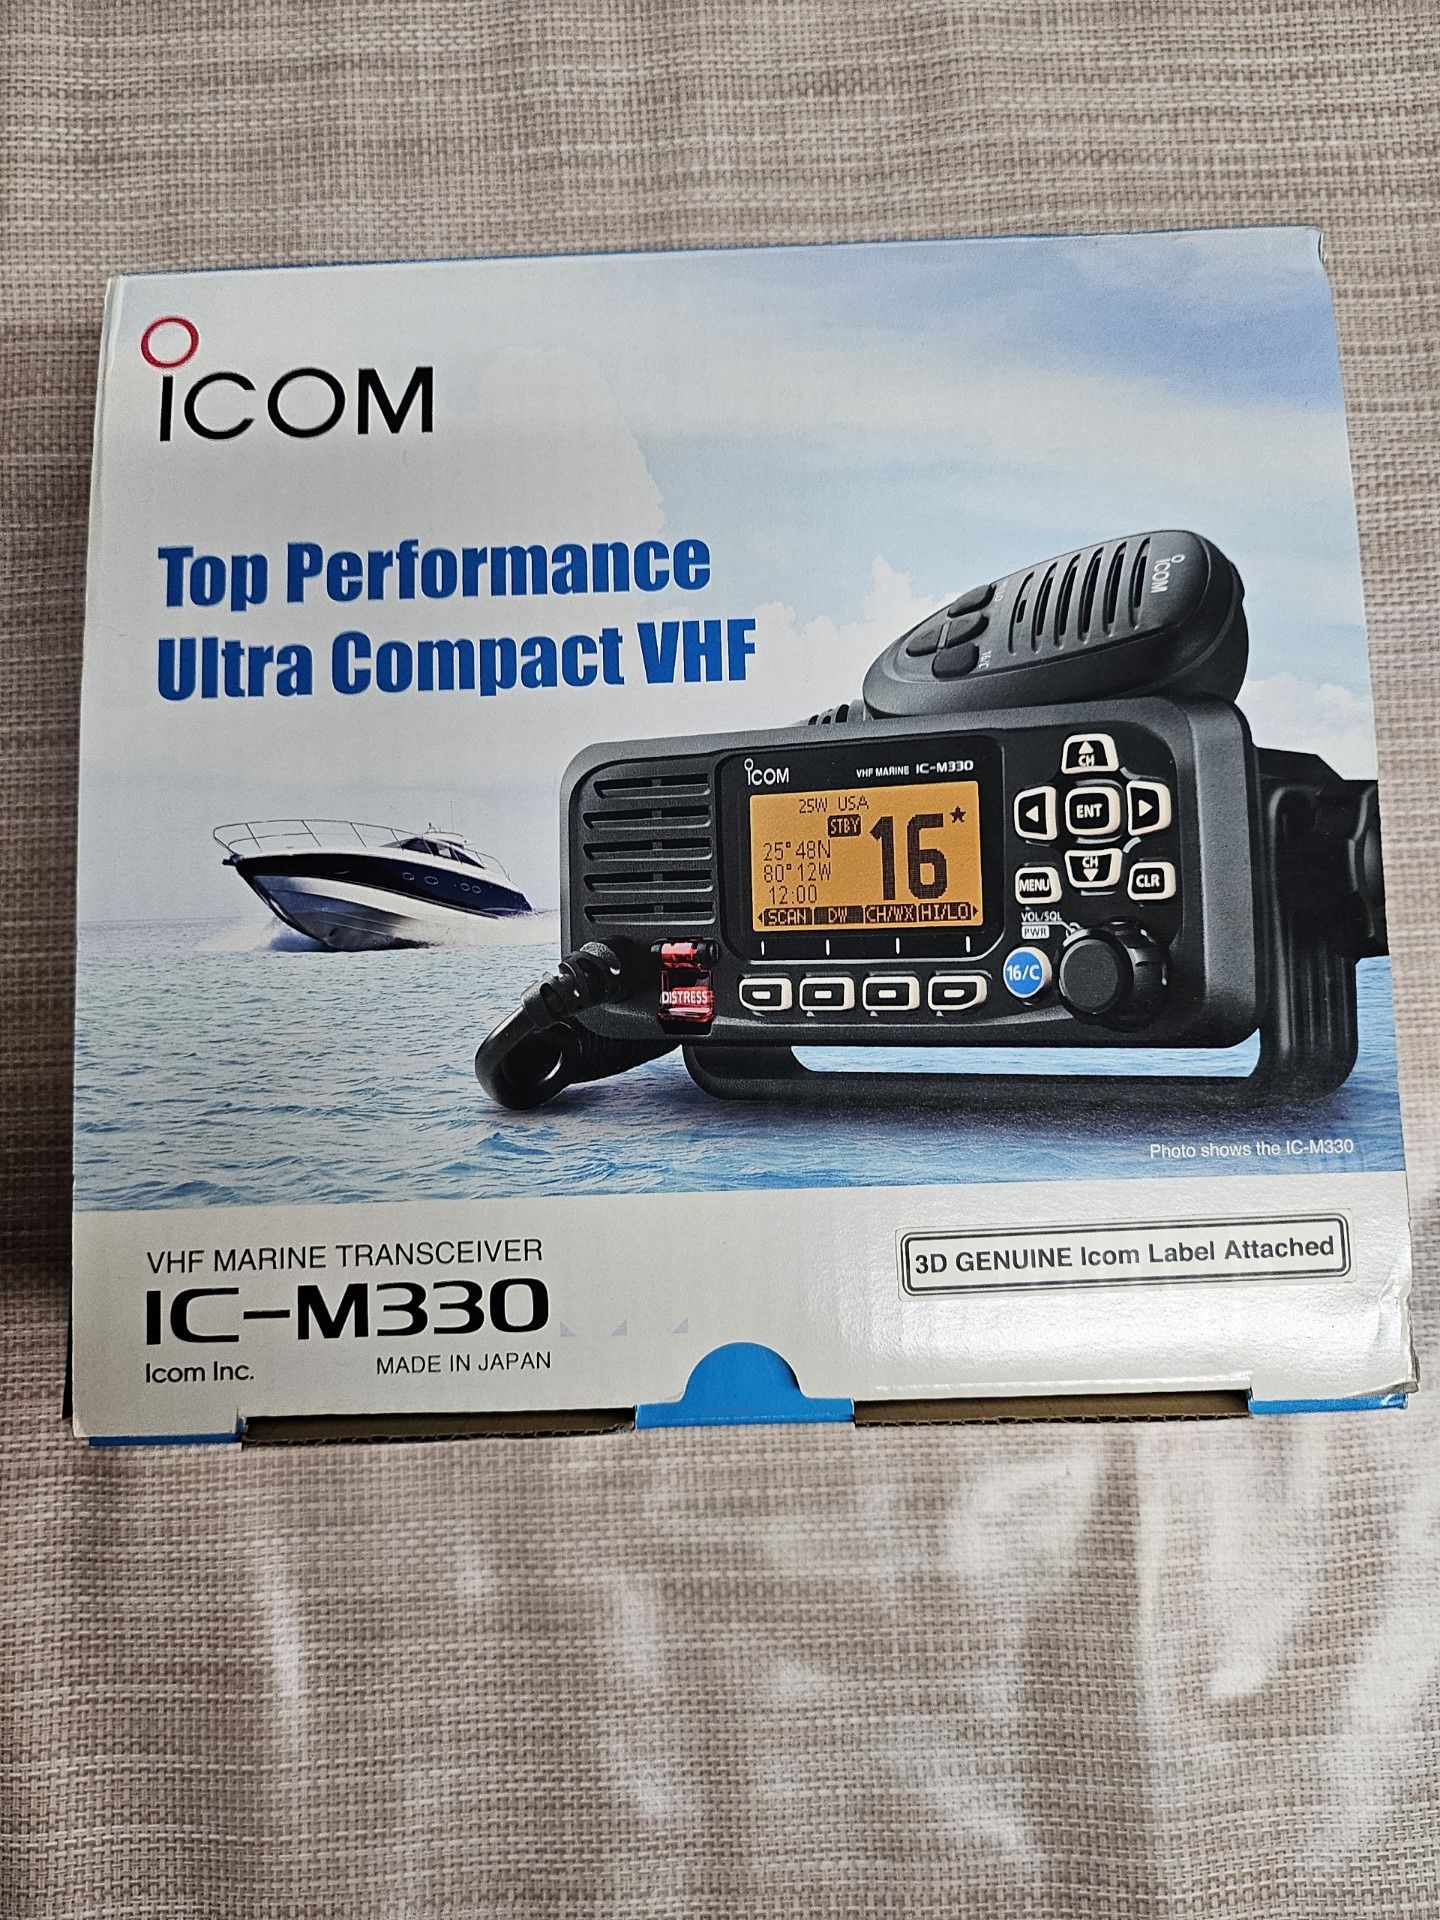 ICOM
Top Performance
Ultra Compact VHF
ICOM
16/C
ICOM
VHF MARINE IC-M330
25W USA
STBY
16
25°48N
80°12W
12:00
SCAN DW CH/WX HI/LO
CH
ENT
CH
MENU
CLR
VOL/SQL
PWR
16/C
DISTRESS
Photo shows the IC-M330
VHF MARINE TRANSCEIVER
IC-M330
Icom Inc. MADE IN JAPAN
3D GENUINE Icom Label Attached